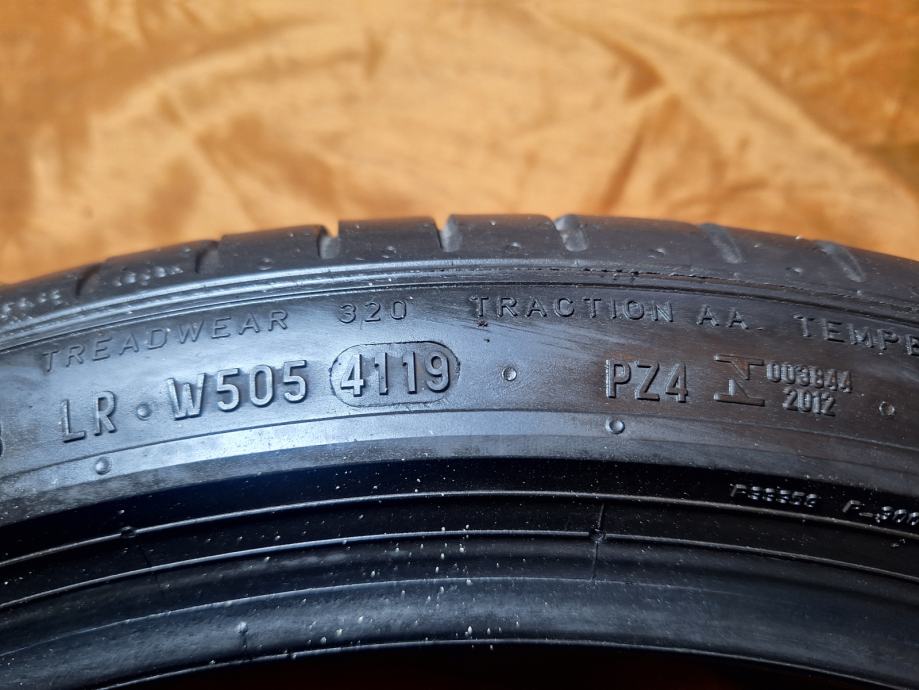 TREADWEAR 320 TRACTION AA TEMPE
LR W505 4119 PZ4 003844
2012